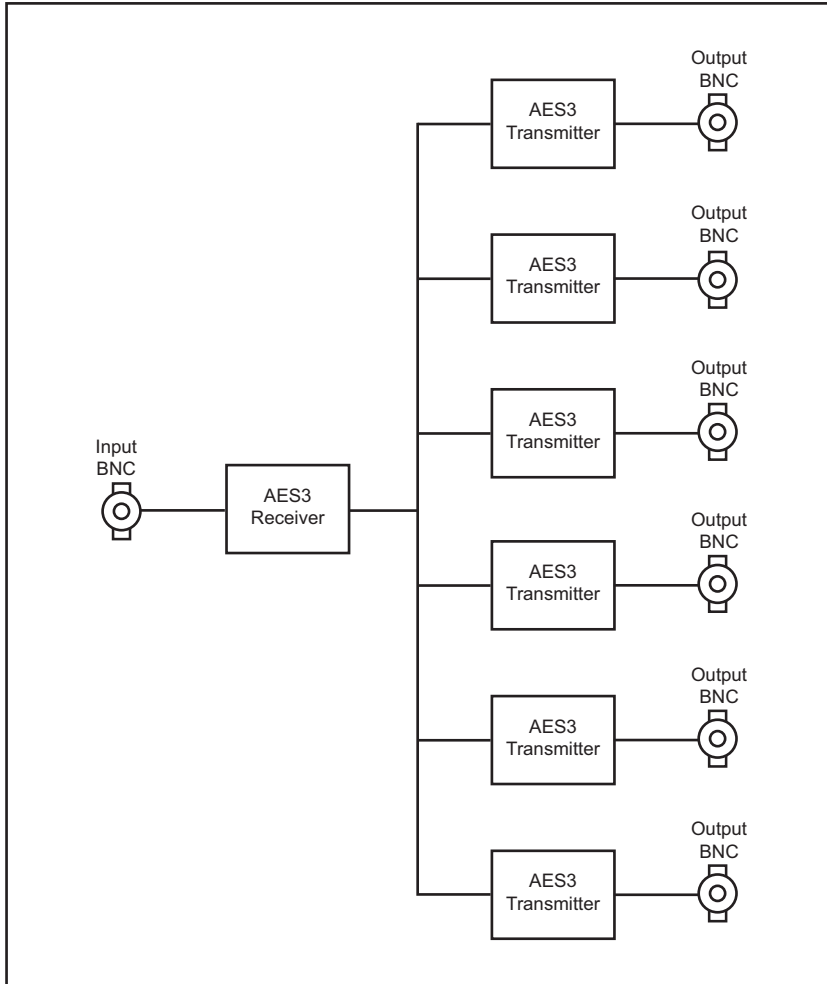 Output
BNC
AES3
Transmitter
Output
BNC
AES3
Transmitter
Output
BNC
AES3
Transmitter
Input
BNC
AES3
Receiver
Output
BNC
AES3
Transmitter
Output
BNC
AES3
Transmitter
Output
BNC
AES3
Transmitter